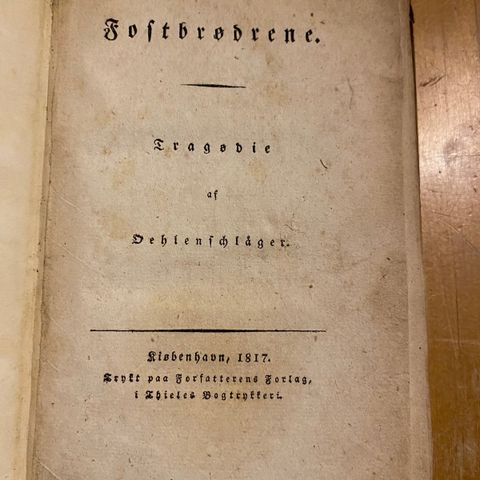 Fostbrødrene.
Tragødie
af
Oehlenschläger.
Kiøbenhavn, 1817.
Trykt paa Forfatterens Forlag,
i Thieles Bogtrykkeri.